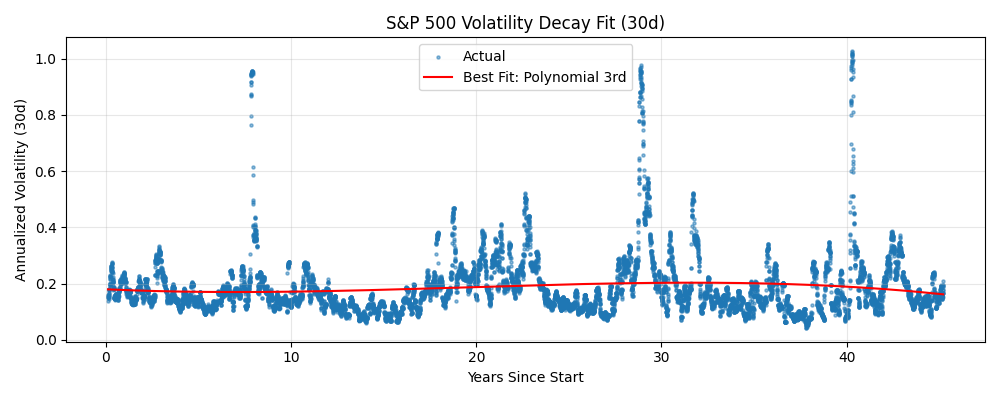 S&P 500 Volatility Decay Fit (30d)
Actual
Best Fit: Polynomial 3rd
Annualized Volatility (30d)
1.0
0.8
0.6
0.4
0.2
0.0
0 10 20 30 40
Years Since Start